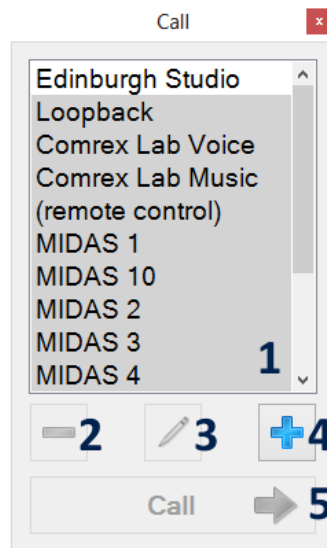 Call
x
Edinburgh Studio
Loopback
Comrex Lab Voice
Comrex Lab Music
(remote control)
MIDAS 1
MIDAS 10
MIDAS 2
MIDAS 3
MIDAS 4
1
2
3
4
Call
5